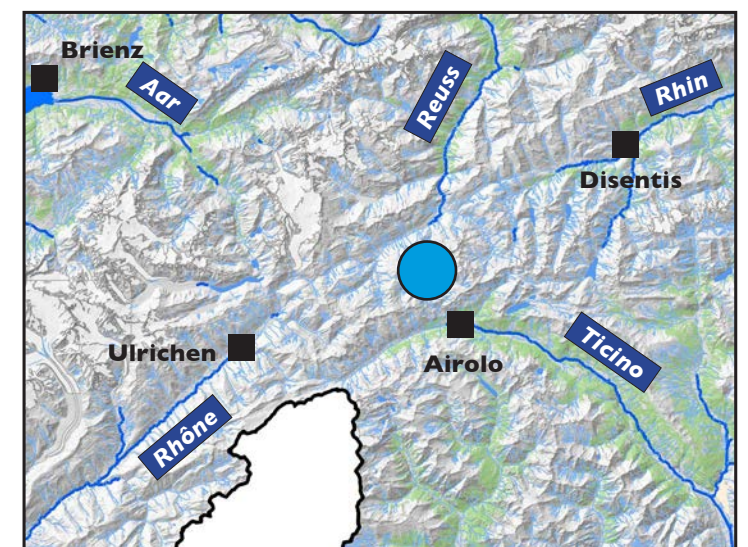 Brienz
Aar
Reuss
Rhin
Disentis
Ulrichen
Airolo
Ticino
Rhône